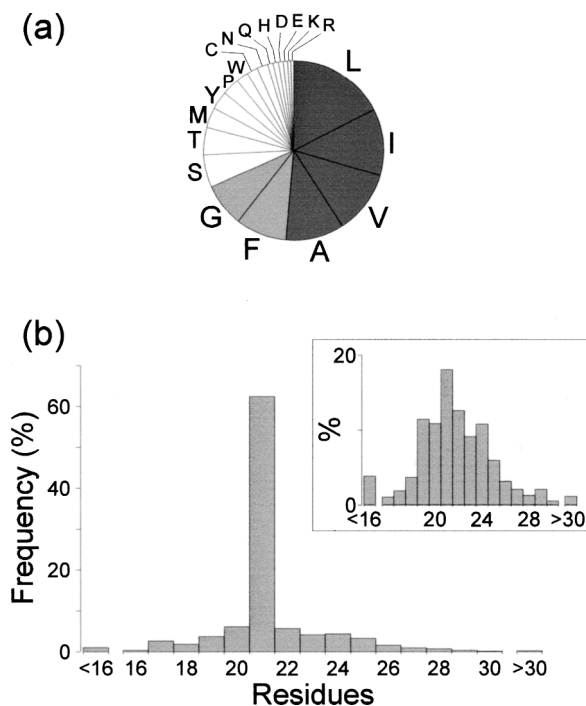 (a)
C N Q H D E K R
W
P
Y
M
T
S
G
F
A
V
I
L
(b)
Frequency (%)
60
40
20
0
<16 16 18 20 22 24 26 28 30 >30
Residues
%
20
0
<16 20 24 28 >30